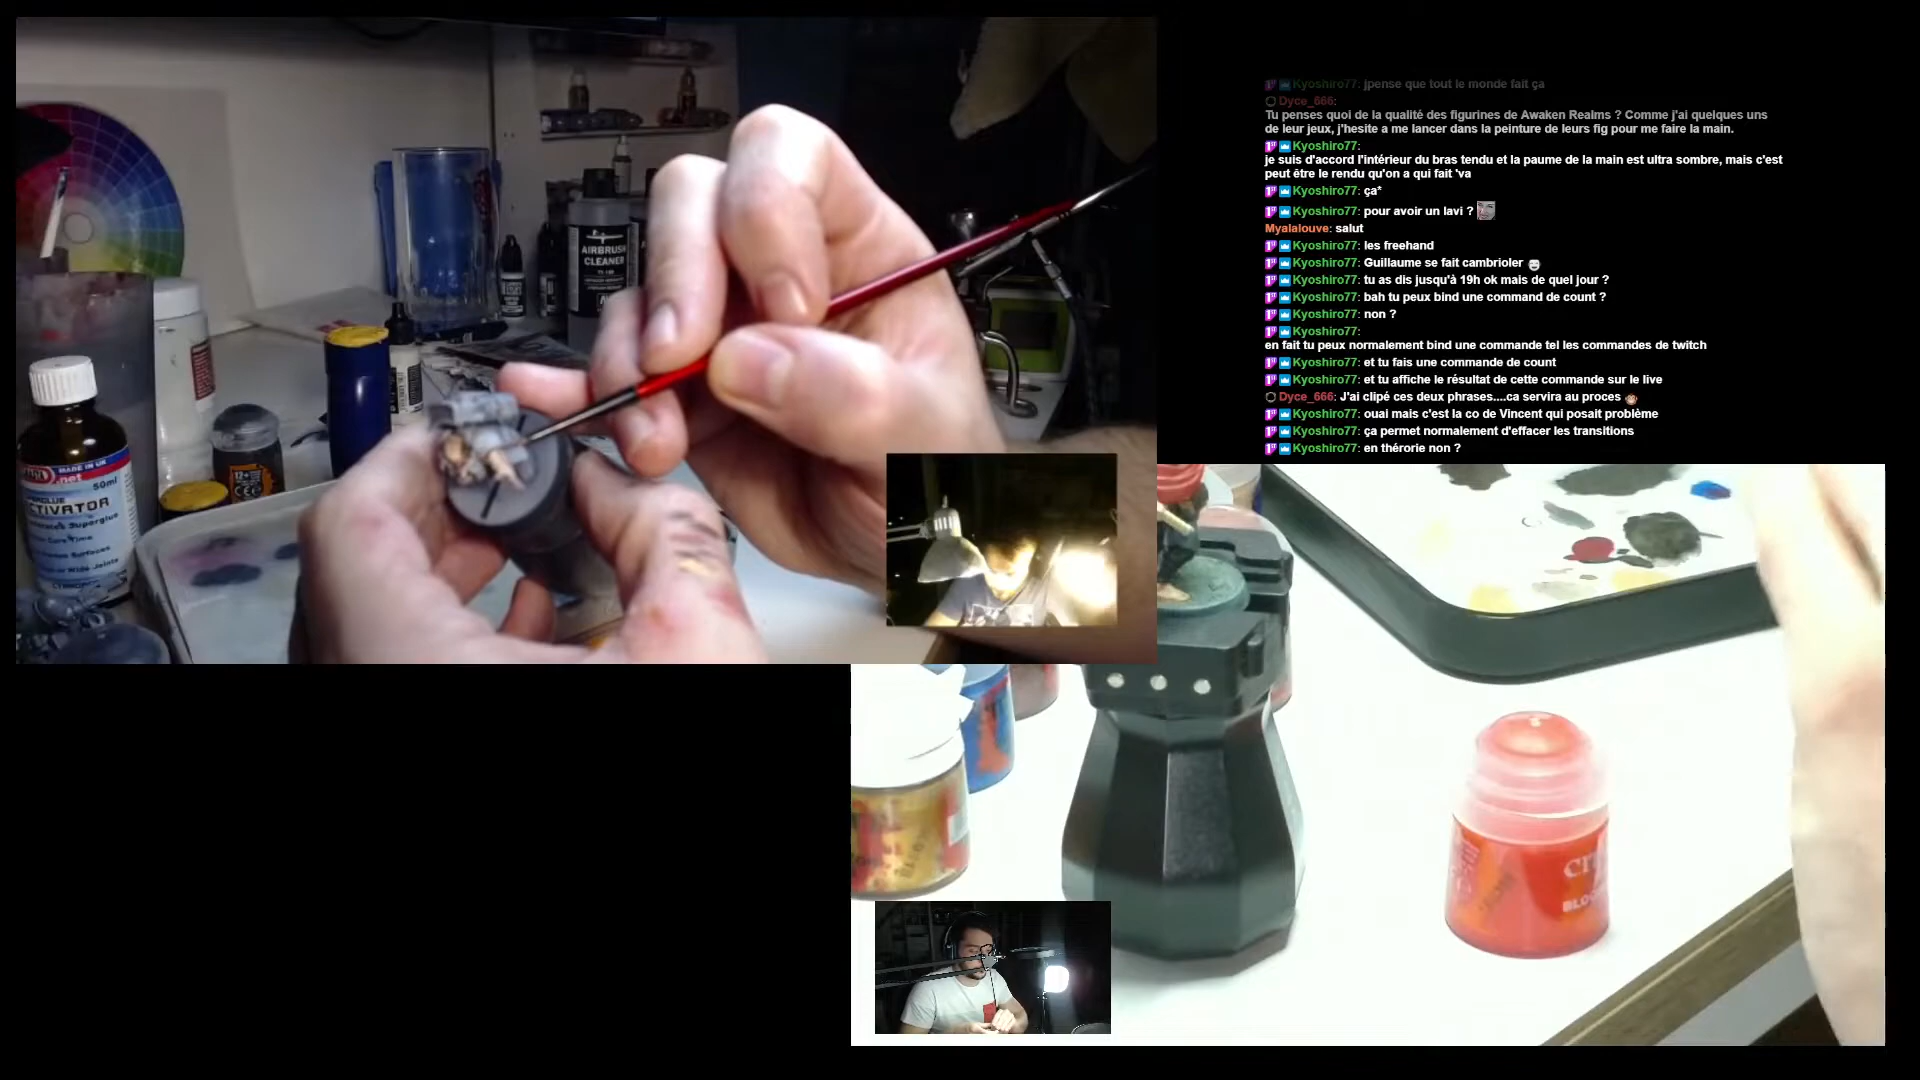 Kyoshiro77: jpense que tout le monde fait ça
Dyce_666:
Tu penses quoi de la qualité des figurines de Awaken Realms ? Comme j'ai quelques uns
de leur jeux, j'hesite a me lancer dans la peinture de leurs fig pour me faire la main.
Kyoshiro77:
je suis d'accord l'intérieur du bras tendu et la paume de la main est ultra sombre, mais c'est
peut être le rendu qu'on a qui fait 'va
Kyoshiro77: ça*
Kyoshiro77: pour avoir un lavi ?
Myalalouve: salut
Kyoshiro77: les freehand
Kyoshiro77: Guillaume se fait cambrioler
Kyoshiro77: tu as dis jusqu'à 19h ok mais de quel jour ?
Kyoshiro77: bah tu peux bind une command de count ?
Kyoshiro77: non ?
Kyoshiro77:
en fait tu peux normalement bind une commande tel les commandes de twitch
Kyoshiro77: et tu fais une commande de count
Kyoshiro77: et tu affiche le résultat de cette commande sur le live
Dyce_666: J'ai clipé ces deux phrases....ca servira au proces
Kyoshiro77: ouai mais c'est la co de Vincent qui posait problème
Kyoshiro77: ça permet normalement d'effacer les transitions
Kyoshiro77: en thérorie non ?
AIRBRUSH
CLEANER
MADE IN UK
.net
50ml
12+
CE